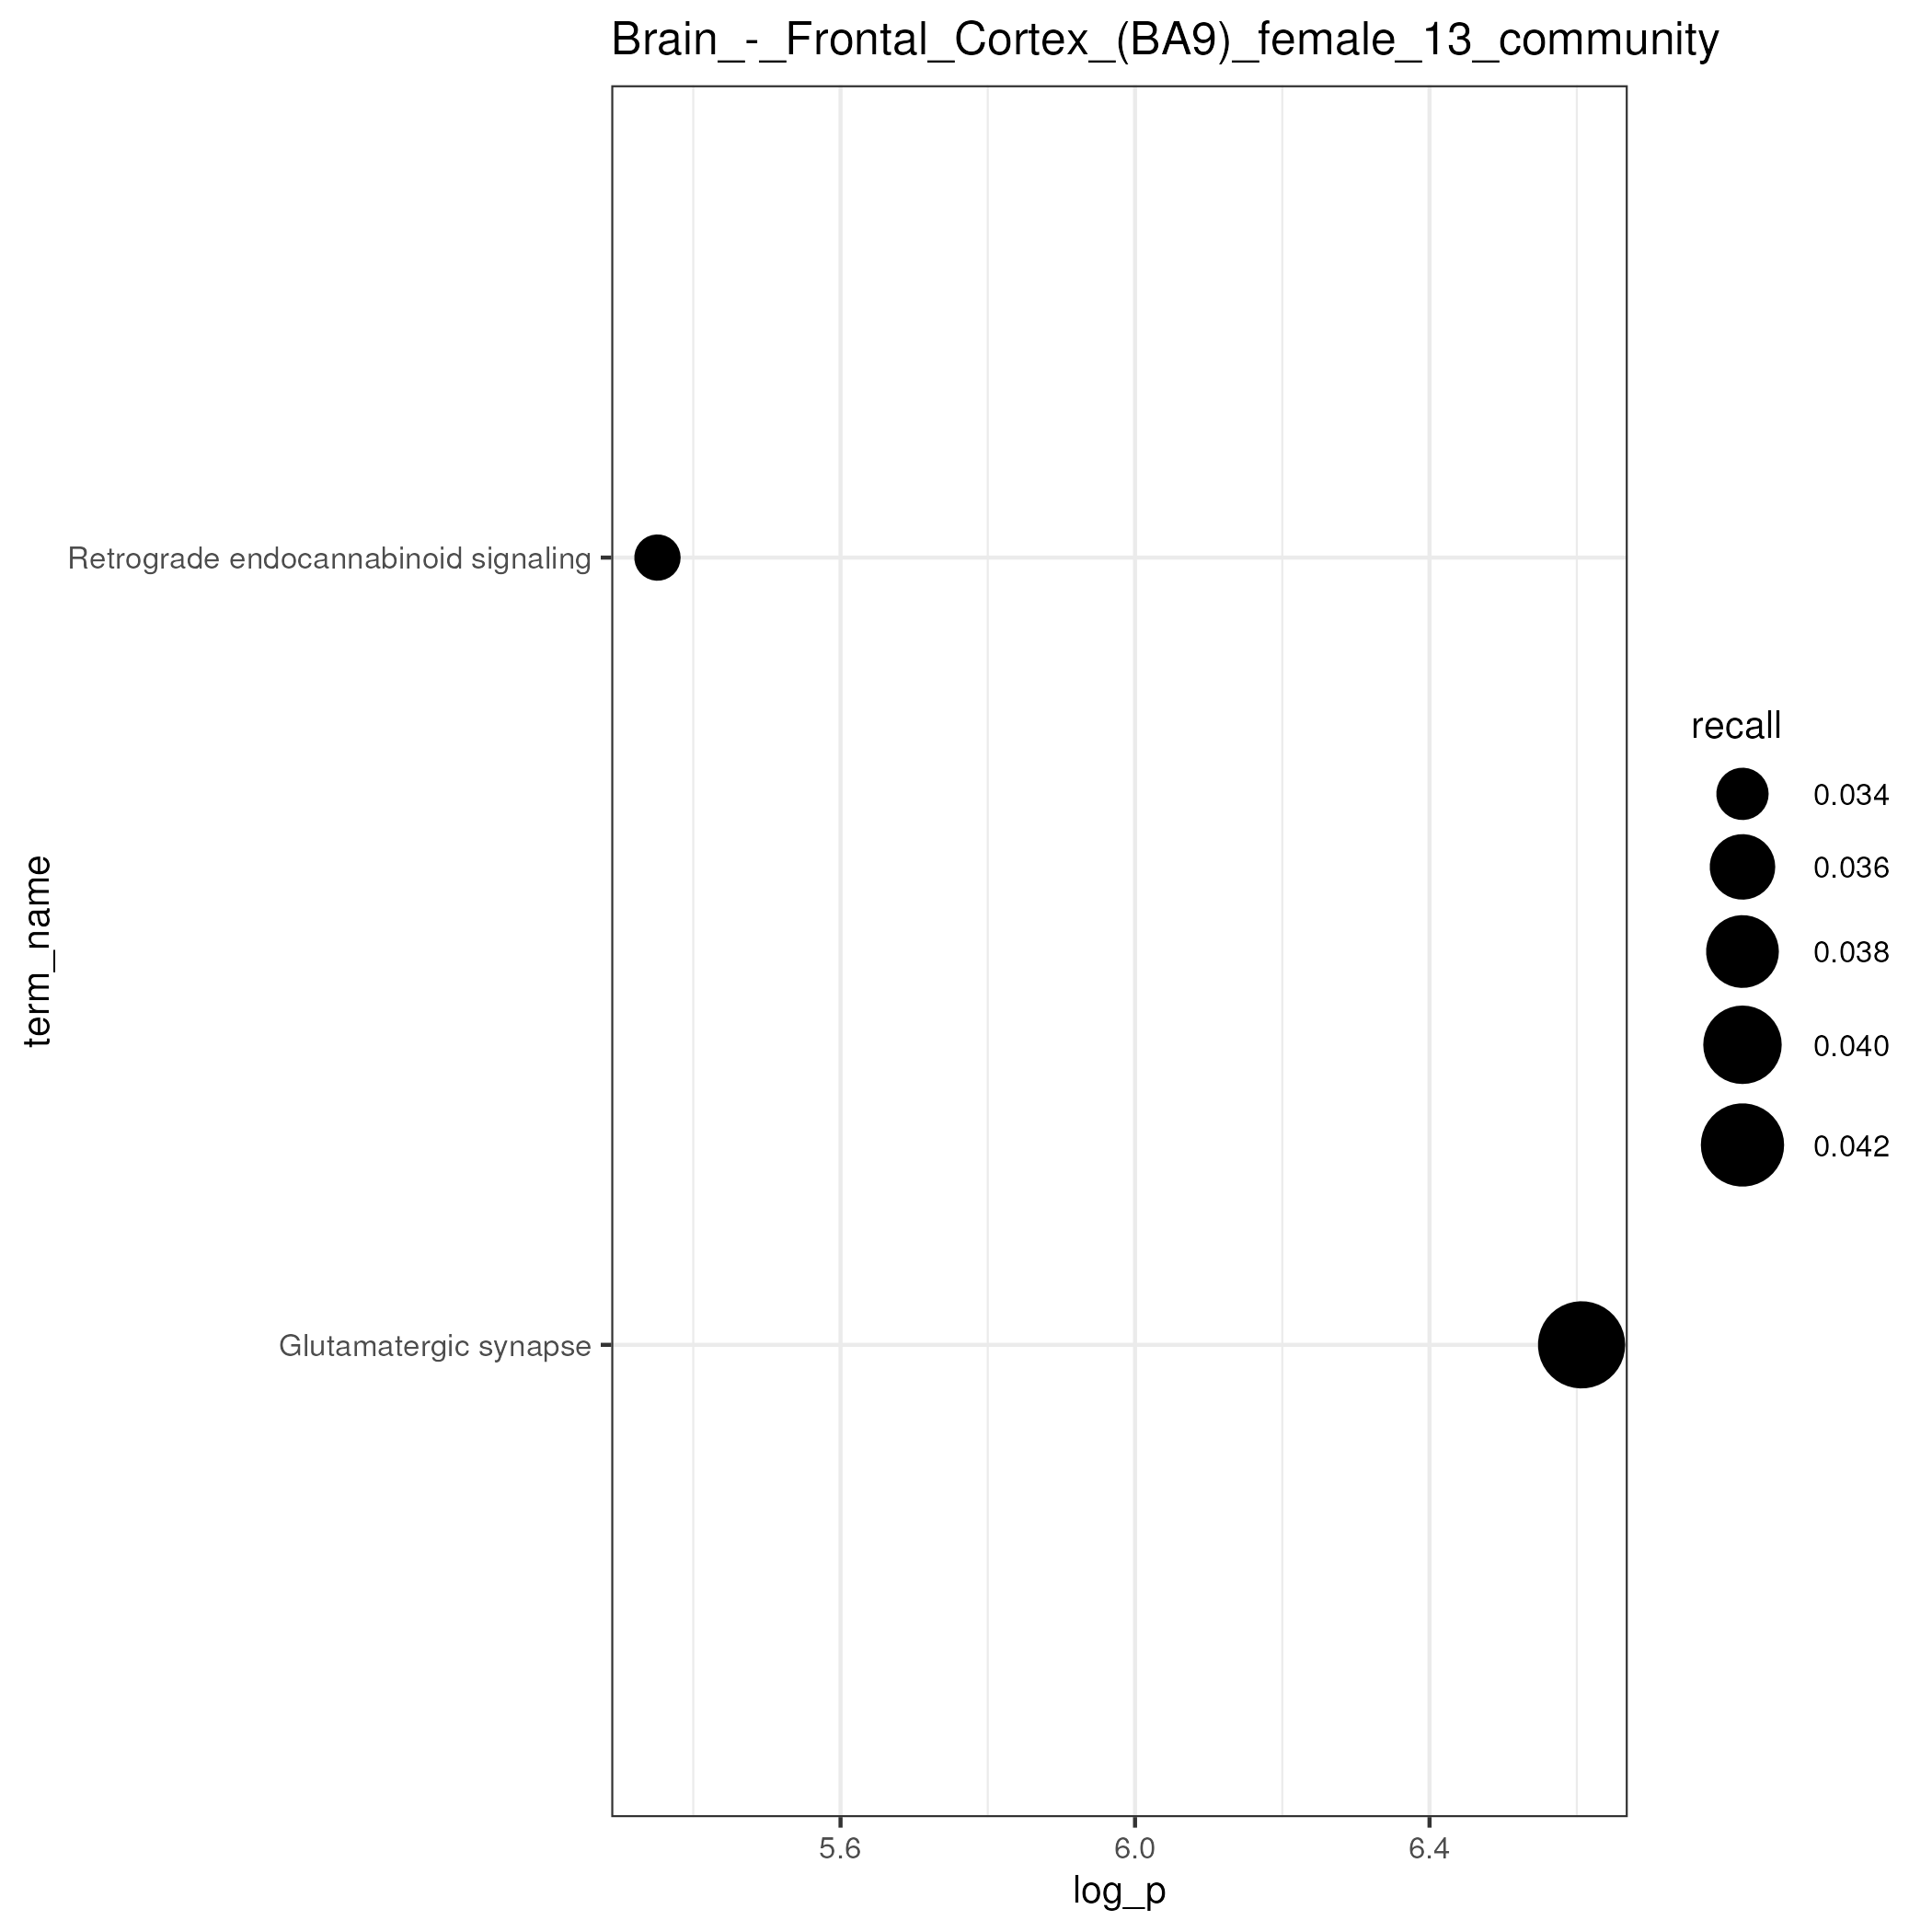 Brain_-_Frontal_Cortex_(BA9)_female_13_community
Retrograde endocannabinoid signaling
Glutamatergic synapse
term_name
5.6
6.0
6.4
log_p
recall
0.034
0.036
0.038
0.040
0.042